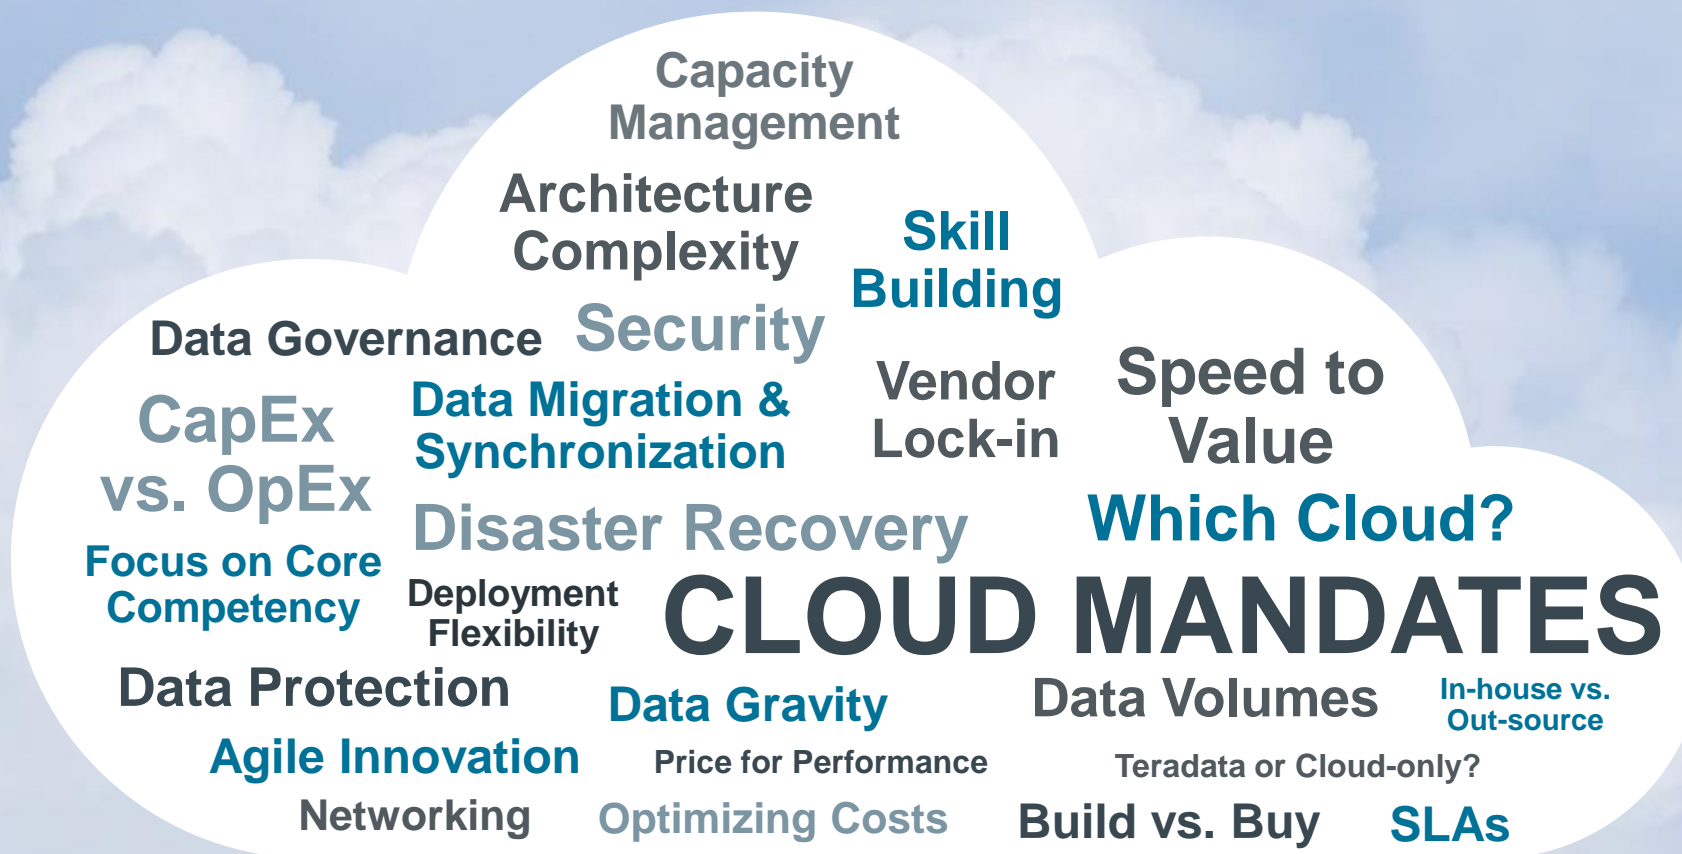 Capacity
Management
Architecture
Complexity
Skill
Building
Data Governance
Security
CapEx
vs. OpEx
Data Migration &
Synchronization
Vendor
Lock-in
Speed to
Value
Disaster Recovery
Which Cloud?
Focus on Core
Competency
Deployment
Flexibility
CLOUD MANDATES
Data Protection
Data Gravity
Data Volumes
In-house vs.
Out-source
Agile Innovation
Price for Performance
Teradata or Cloud-only?
Networking
Optimizing Costs
Build vs. Buy
SLAs